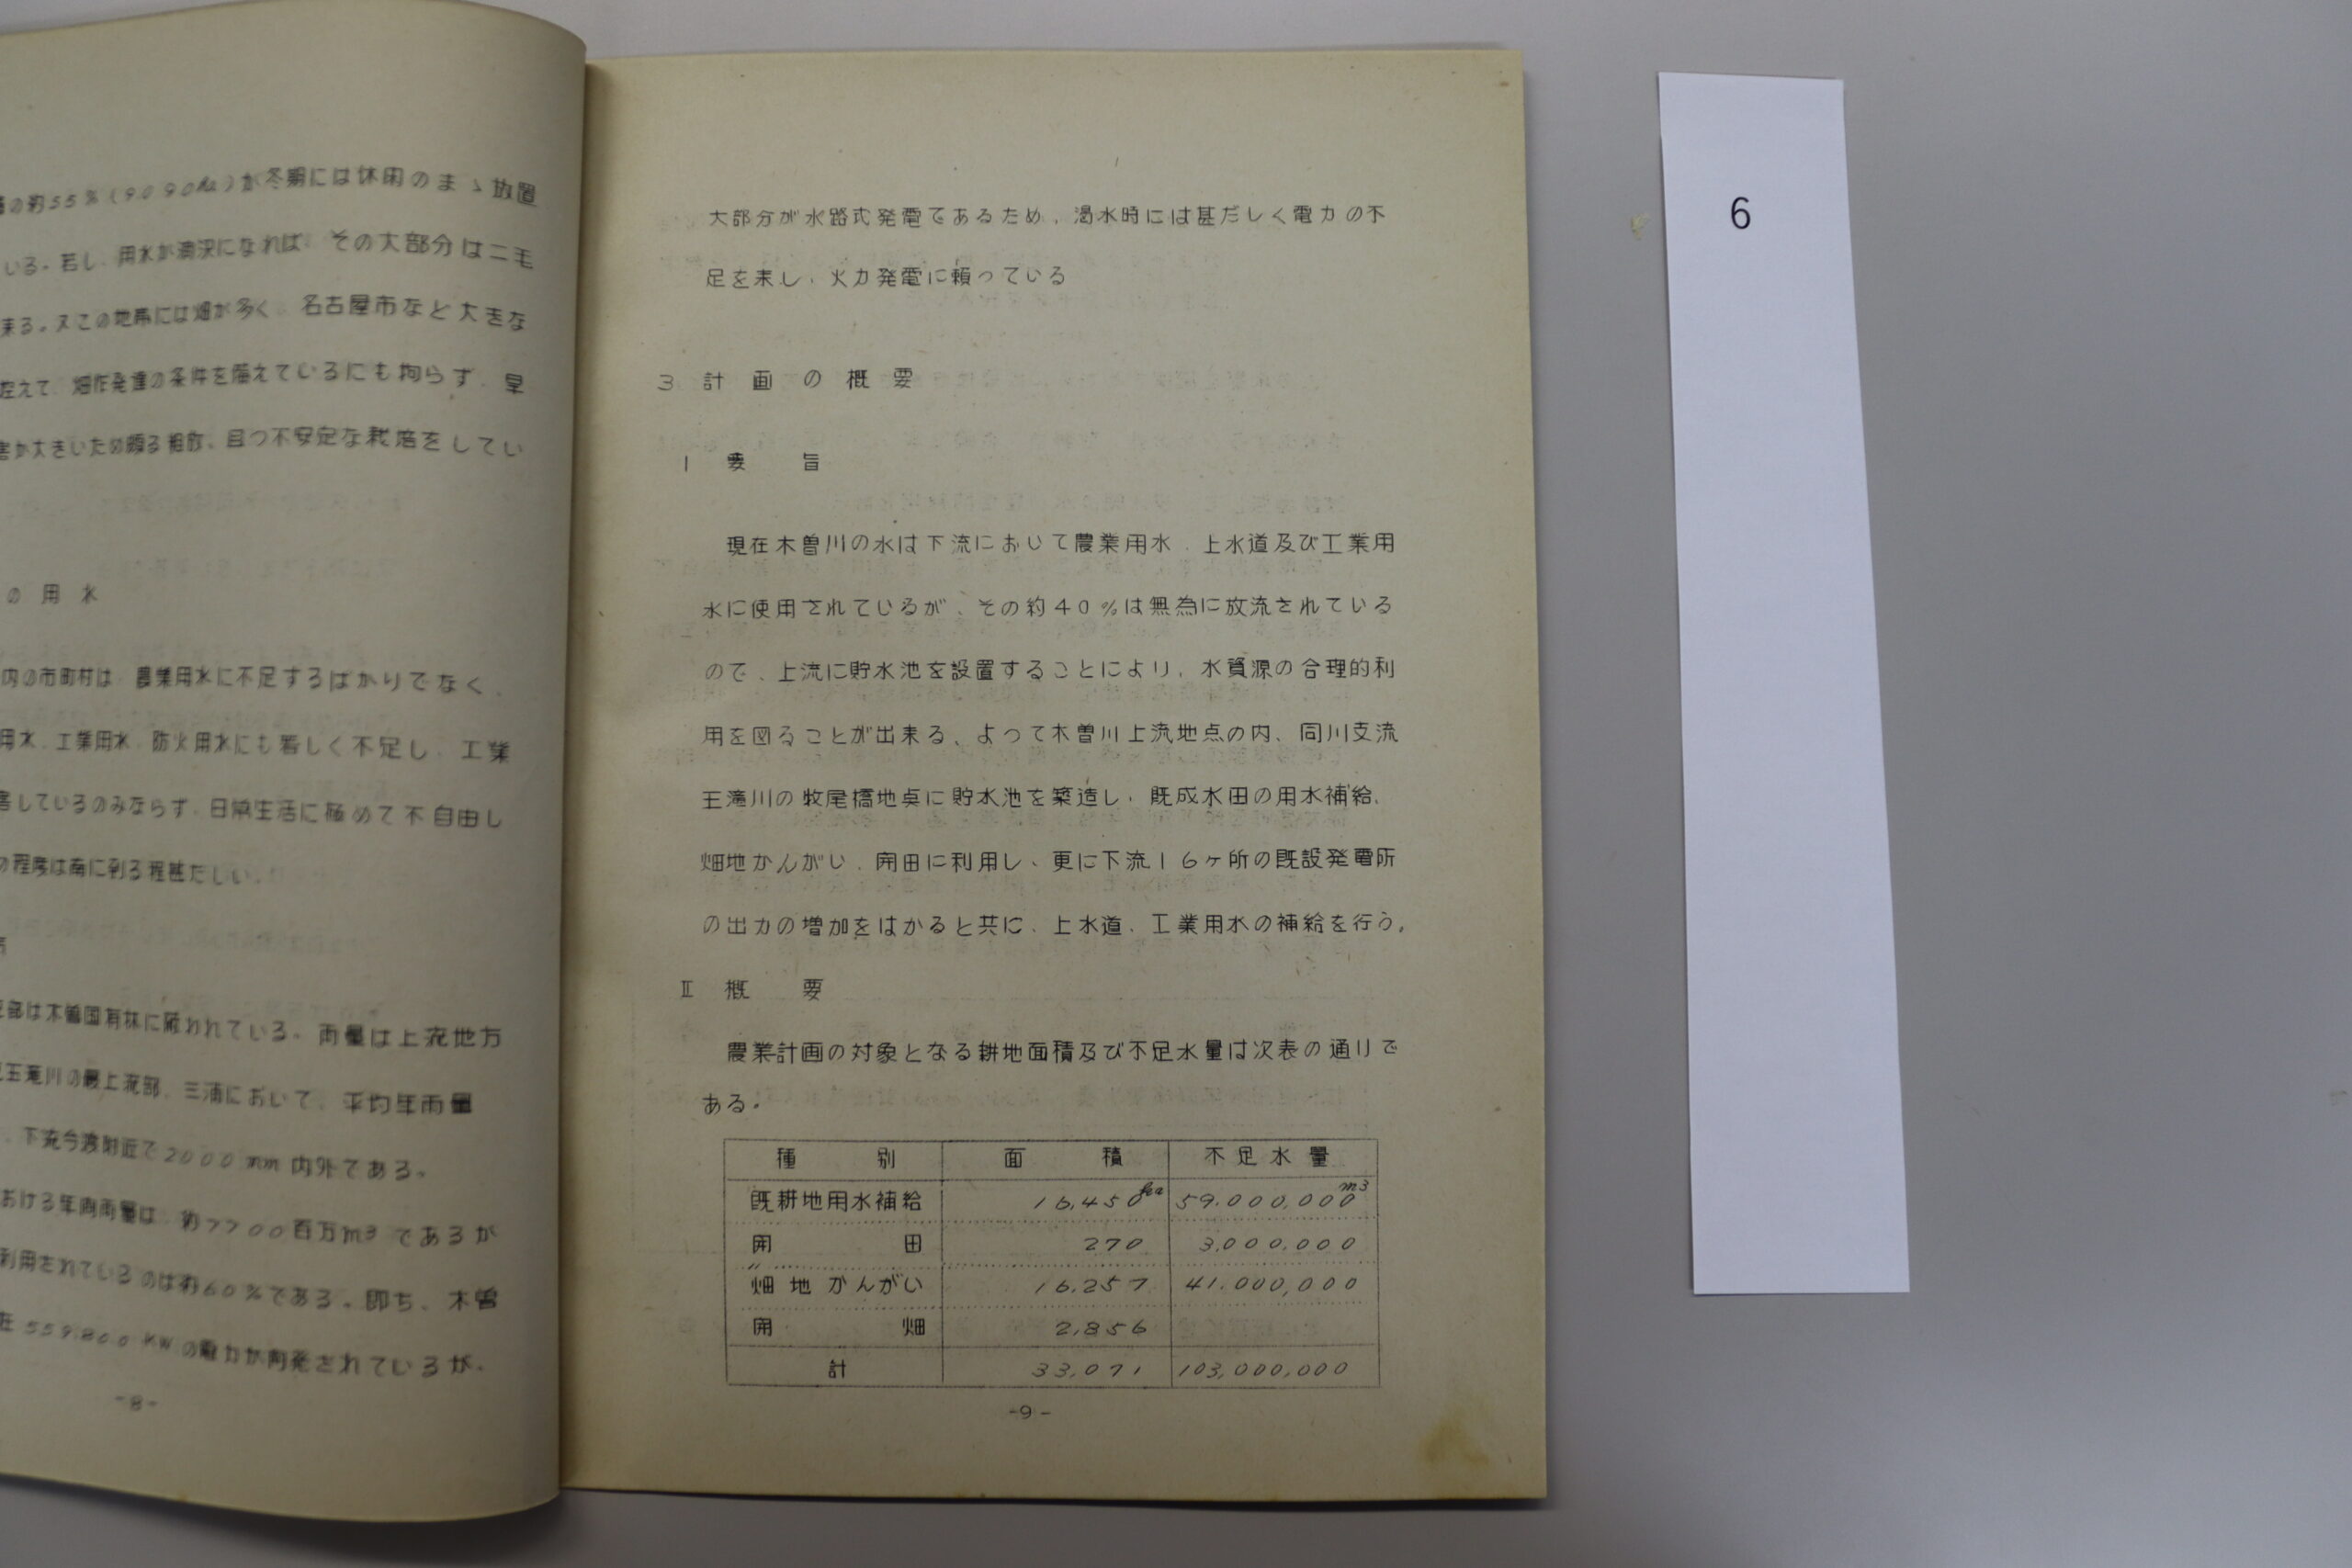 の約55%(9090ha)が冬期には休閑のまゝ放置
いる。若し、用水が満沢になれば、その大部分は二毛
来る。又この地帯には畑が多く、名古屋市など大きな
控えて、畑作発達の条件を備えているにも拘らず、旱
害が大きいため頗る粗放、且つ不安定な栽培をしてい
の用水
内の市町村は、農業用水に不足するばかりでなく、
用水、工業用水、防火用水にも著しく不足し、工業
害しているのみならず、日常生活に極めて不自由し
の程度は南に到る程甚だしい。
部は木曽国有林に蔽われている。雨量は上流地方
王滝川の最上流部、三浦において、平均年雨量
、下流今渡附近で2000mm内外である。
おける年間雨量は、約7700百万m3であるが
利用されているのは約60%である。即ち、木曽
在559,800KWの電力が開発されているが、
-8-
大部分が水路式発電であるため、渇水時には甚だしく電力の不
足を来し、火力発電に頼っている
3 計画の概要
I 要旨
現在木曽川の水は下流において農業用水、上水道及び工業用
水に使用されているが、その約40%は無為に放流されている
ので、上流に貯水池を設置することにより、水資源の合理的利
用を図ることが出来る、よって木曽川上流地点の内、同川支流
王滝川の牧尾橋地点に貯水池を築造し、既成水田の用水補給、
畑地かんがい、開田に利用し、更に下流16ヶ所の既設発電所
の出力の増加をはかると共に、上水道、工業用水の補給を行う。
Ⅱ 概要
農業計画の対象となる耕地面積及び不足水量は次表の通りで
ある。
種別 面積 不足水量
既耕地用水補給 16,450ha 59,000,000m3
開田 270 3,000,000
畑地かんがい 16,257 41,000,000
開畑 2,856
計 33,071 103,000,000
-9-
6